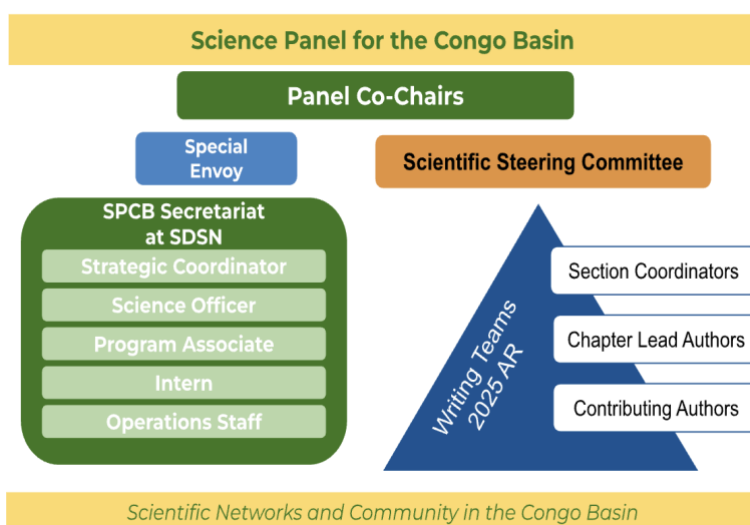 Science Panel for the Congo Basin
Panel Co-Chairs
Special
Envoy
Scientific Steering Committee
SPCB Secretariat
at SDSN
Strategic Coordinator
Science Officer
Program Associate
Intern
Operations Staff
Writing Teams
2025 AR
Section Coordinators
Chapter Lead Authors
Contributing Authors
Scientific Networks and Community in the Congo Basin